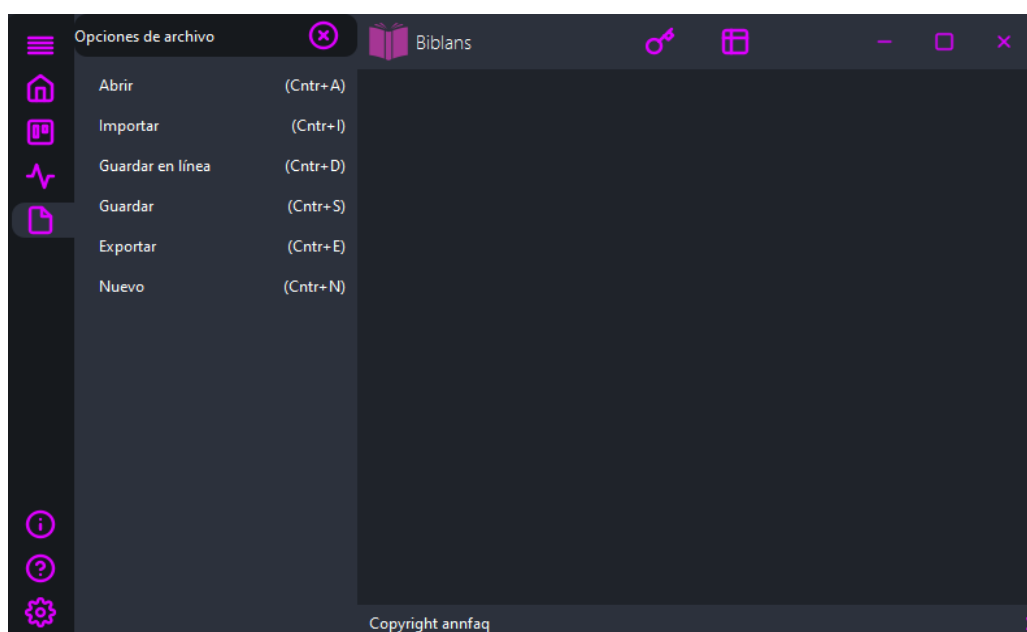 Opciones de archivo
Biblans
Abrir (Cntr+A)
Importar (Cntr+I)
Guardar en línea (Cntr+D)
Guardar (Cntr+S)
Exportar (Cntr+E)
Nuevo (Cntr+N)
Copyright annfaq